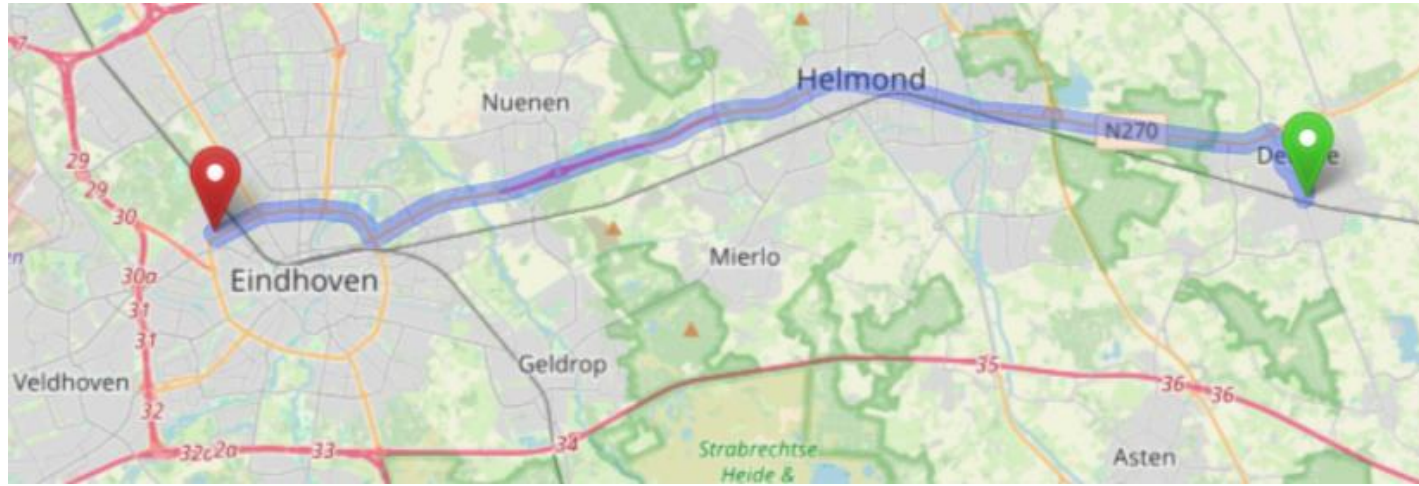 29
29
30
30a
31
31
32
2a
33
34
35
36
36
Nuenen
Helmond
N270
Eindhoven
Mierlo
Geldrop
Veldhoven
Strabrechtse
Heide &
Asten